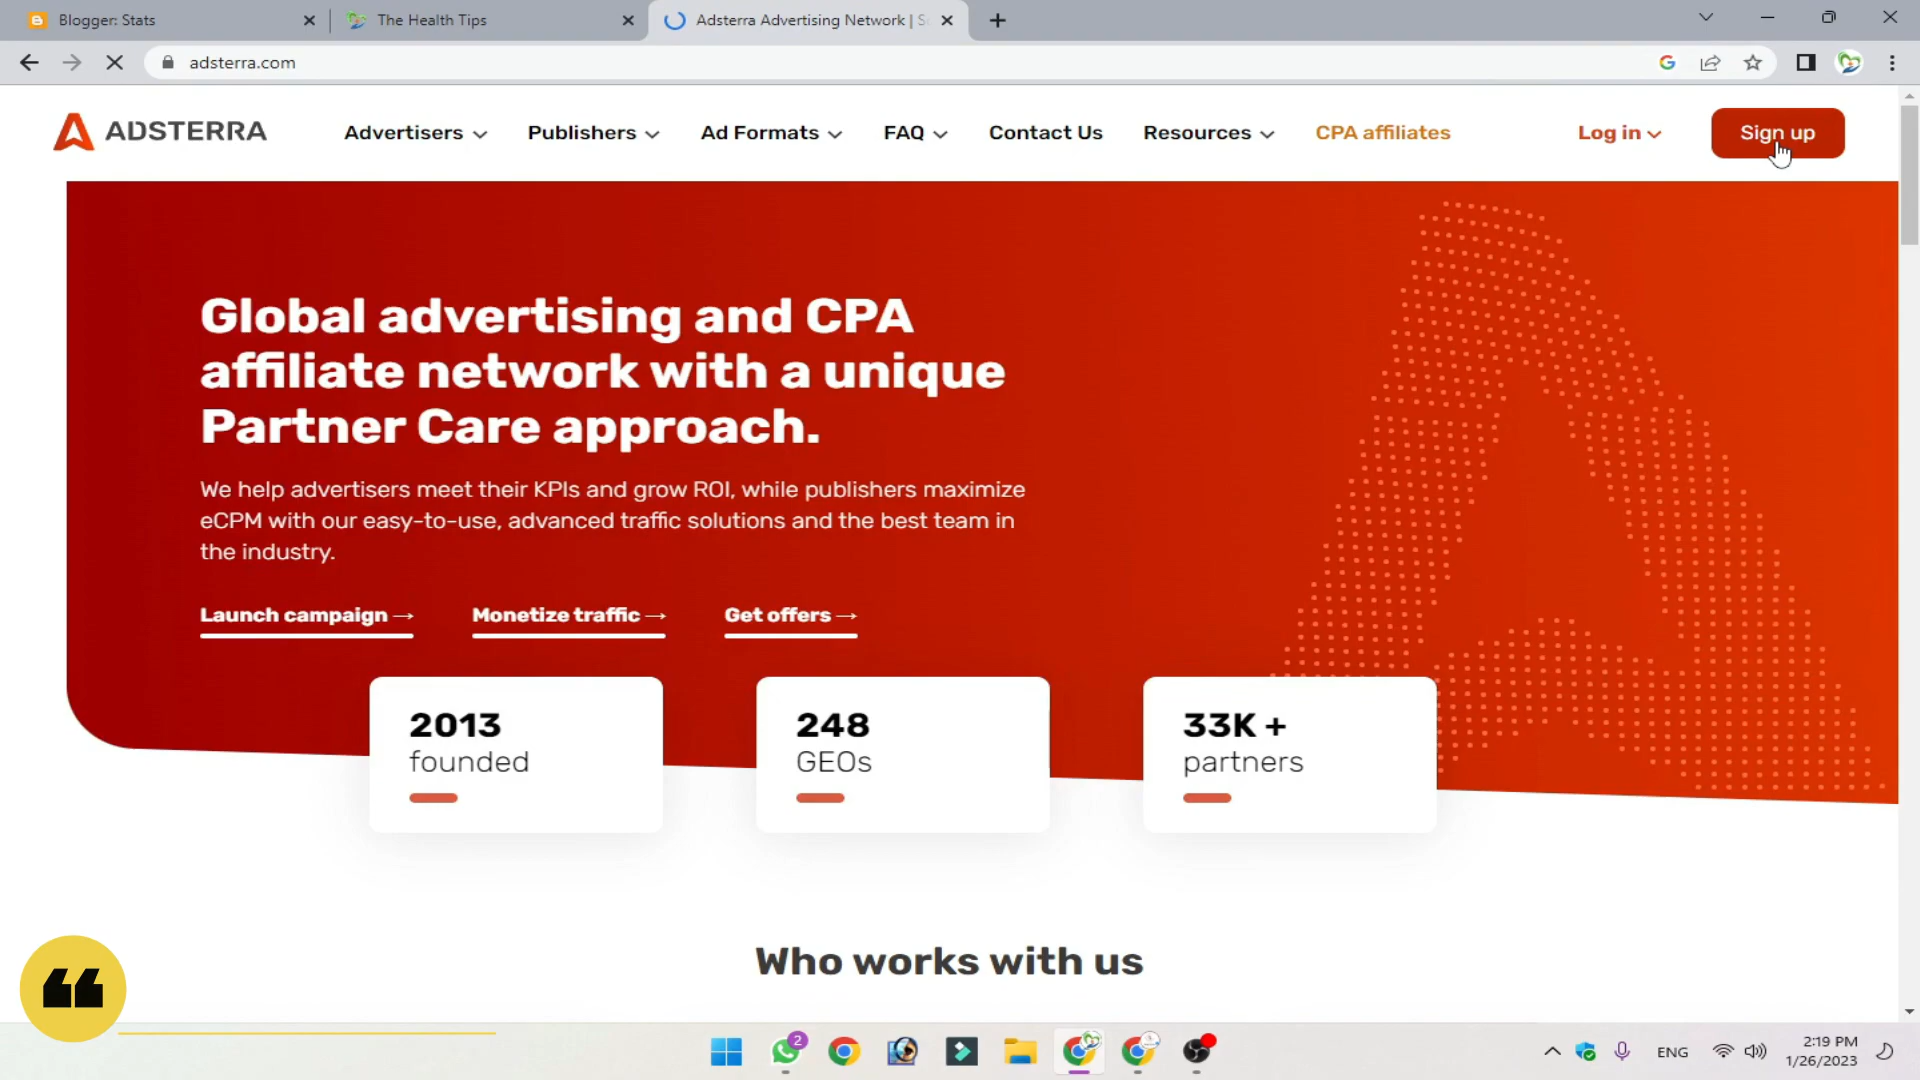 Blogger: Stats
The Health Tips
Adsterra Advertising Network | S
adsterra.com
ADSTERRA
Advertisers
Publishers
Ad Formats
FAQ
Contact Us
Resources
CPA affiliates
Log in
Sign up
Global advertising and CPA
affiliate network with a unique
Partner Care approach.
We help advertisers meet their KPIs and grow ROI, while publishers maximize
eCPM with our easy-to-use, advanced traffic solutions and the best team in
the industry.
Launch campaign →
Monetize traffic →
Get offers →
2013
founded
248
GEOs
33K +
partners
Who works with us
2
ENG
2:19 PM
1/26/2023